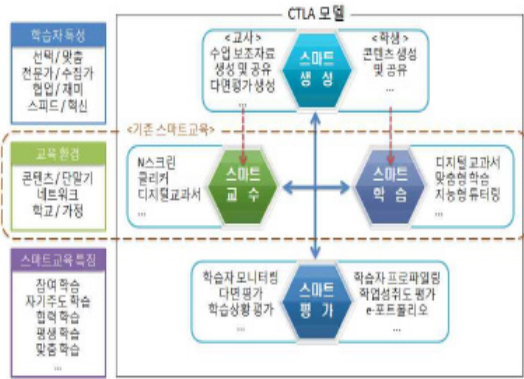 CTLA 모델
학습자 특성
선택 / 맞춤
전문가 / 수집가
협업 / 재미
스피드 / 혁신
<교사>
수업 보조자료
생성 및 공유
다면평가 생성
...
스마트
생 성
<학생>
콘텐츠 생성
및 공유
...
<기존 스마트교육>
교육 환경
콘텐츠 / 단말기
네트워크
학교 / 가정
N스크린
클리커
디지털교과서
...
스마트
교 수
스마트
학 습
디지털 교과서
맞춤형 학습
지능형 튜터링
...
스마트교육 특징
참여 학습
자기주도 학습
협력 학습
평생 학습
맞춤 학습
...
학습자 모니터링
다면 평가
학습상황 평가
...
스마트
평 가
학습자 프로파일링
학업성취도 평가
e-포트폴리오
...